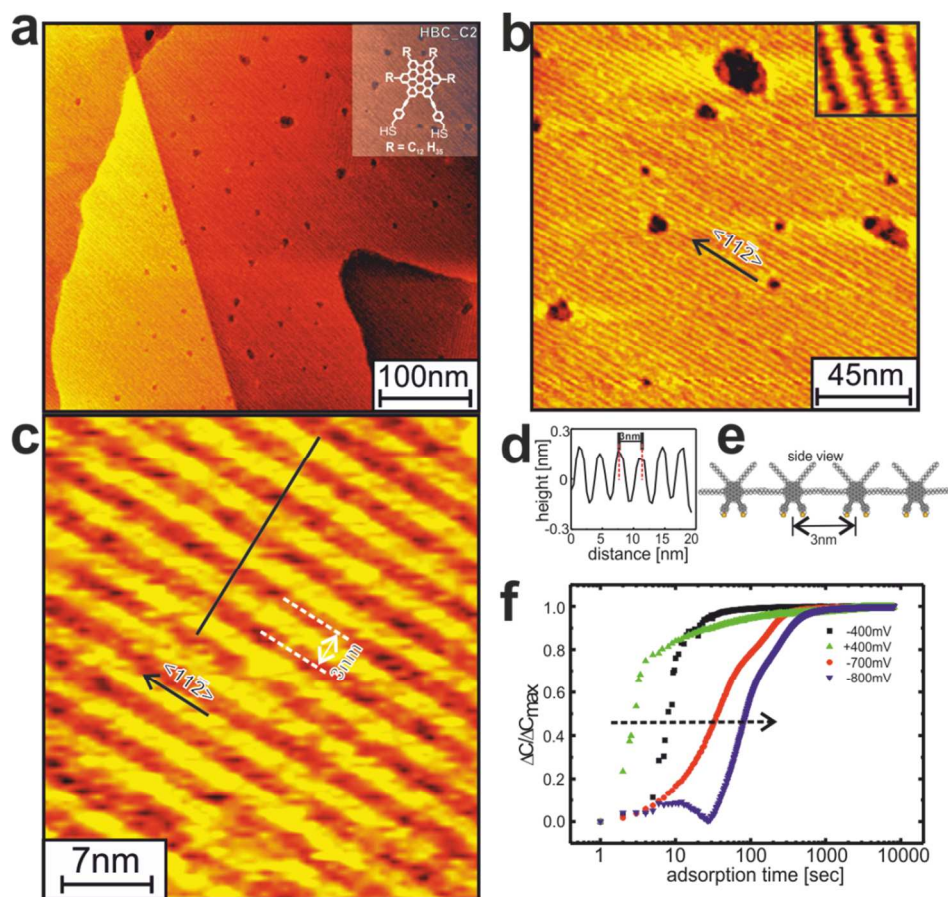 a
HBC_C2
R
R
R
R
HS
HS
R = C₁₂ H₃₅
100nm
b
<112̄>
45nm
c
3nm
<112̄>
7nm
d
0.3
3nm
0
-0.3
height [nm]
0 5 10 15 20
distance [nm]
e
side view
3nm
f
1.0
0.8
0.6
0.4
0.2
0.0
ΔC/ΔCmax
-400mV
+400mV
-700mV
-800mV
1 10 100 1000 10000
adsorption time [sec]